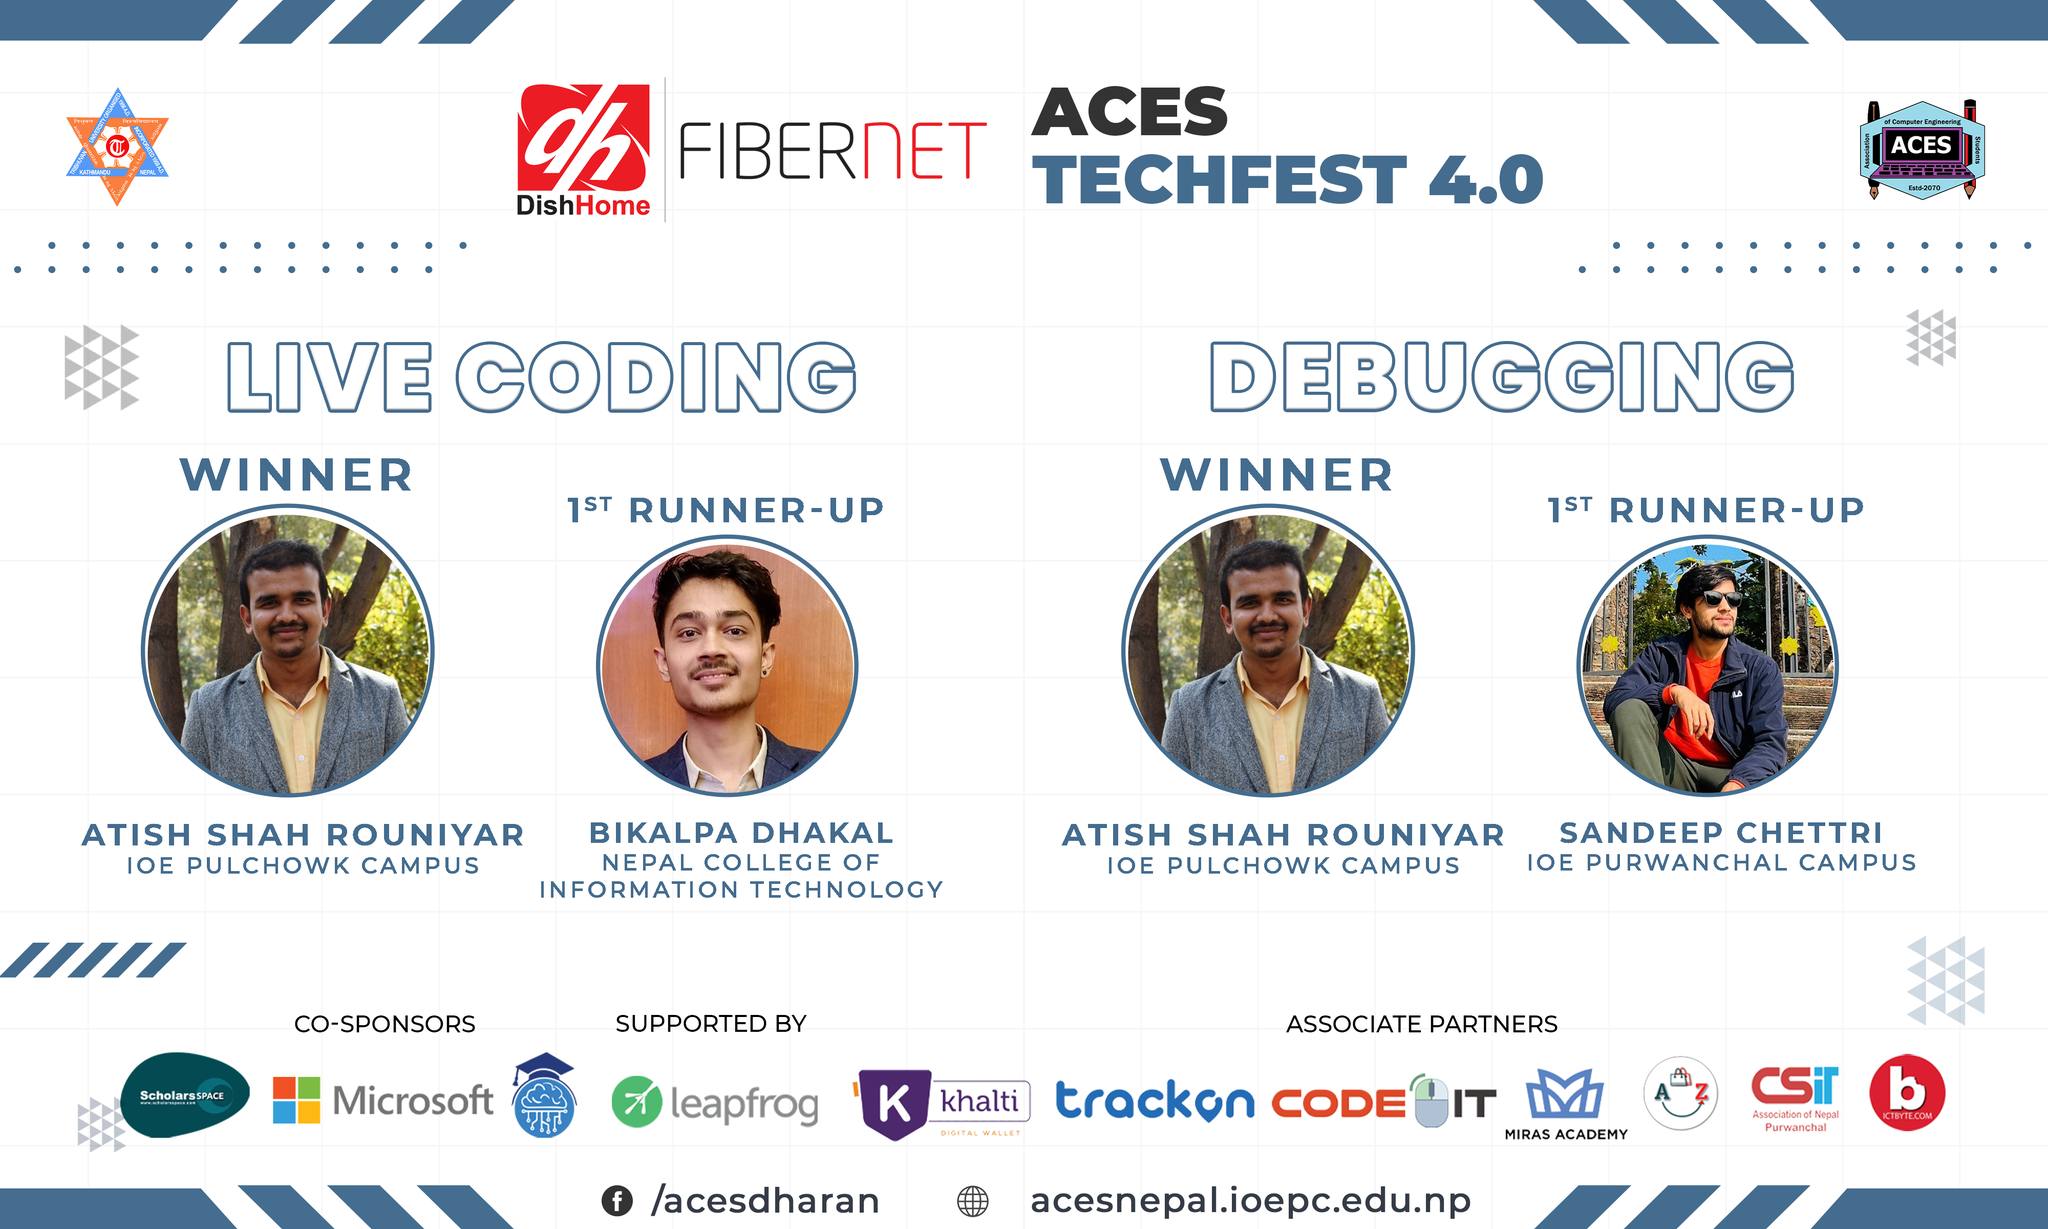 dh
DishHome
FIBERNET
ACES
TECHFEST 4.0
KATHMANDU
NEPAL
of Computer Engineering
Association
ACES
Students
Estd-2070
LIVE CODING
WINNER
1ST RUNNER-UP
ATISH SHAH ROUNIYAR
IOE PULCHOWK CAMPUS
BIKALPA DHAKAL
NEPAL COLLEGE OF
INFORMATION TECHNOLOGY
DEBUGGING
WINNER
1ST RUNNER-UP
ATISH SHAH ROUNIYAR
IOE PULCHOWK CAMPUS
SANDEEP CHETTRI
IOE PURWANCHAL CAMPUS
CO-SPONSORS
ScholarsSPACE
www.scholarsspace.com
Microsoft
SUPPORTED BY
leapfrog
K khalti
DIGITAL WALLET
ASSOCIATE PARTNERS
trackon
CODE IT
MIRAS ACADEMY
A Z
CSiT
Association of Nepal
Purwanchal
b
ICTBYTE.COM
/acesdharan
acesnepal.ioepc.edu.np